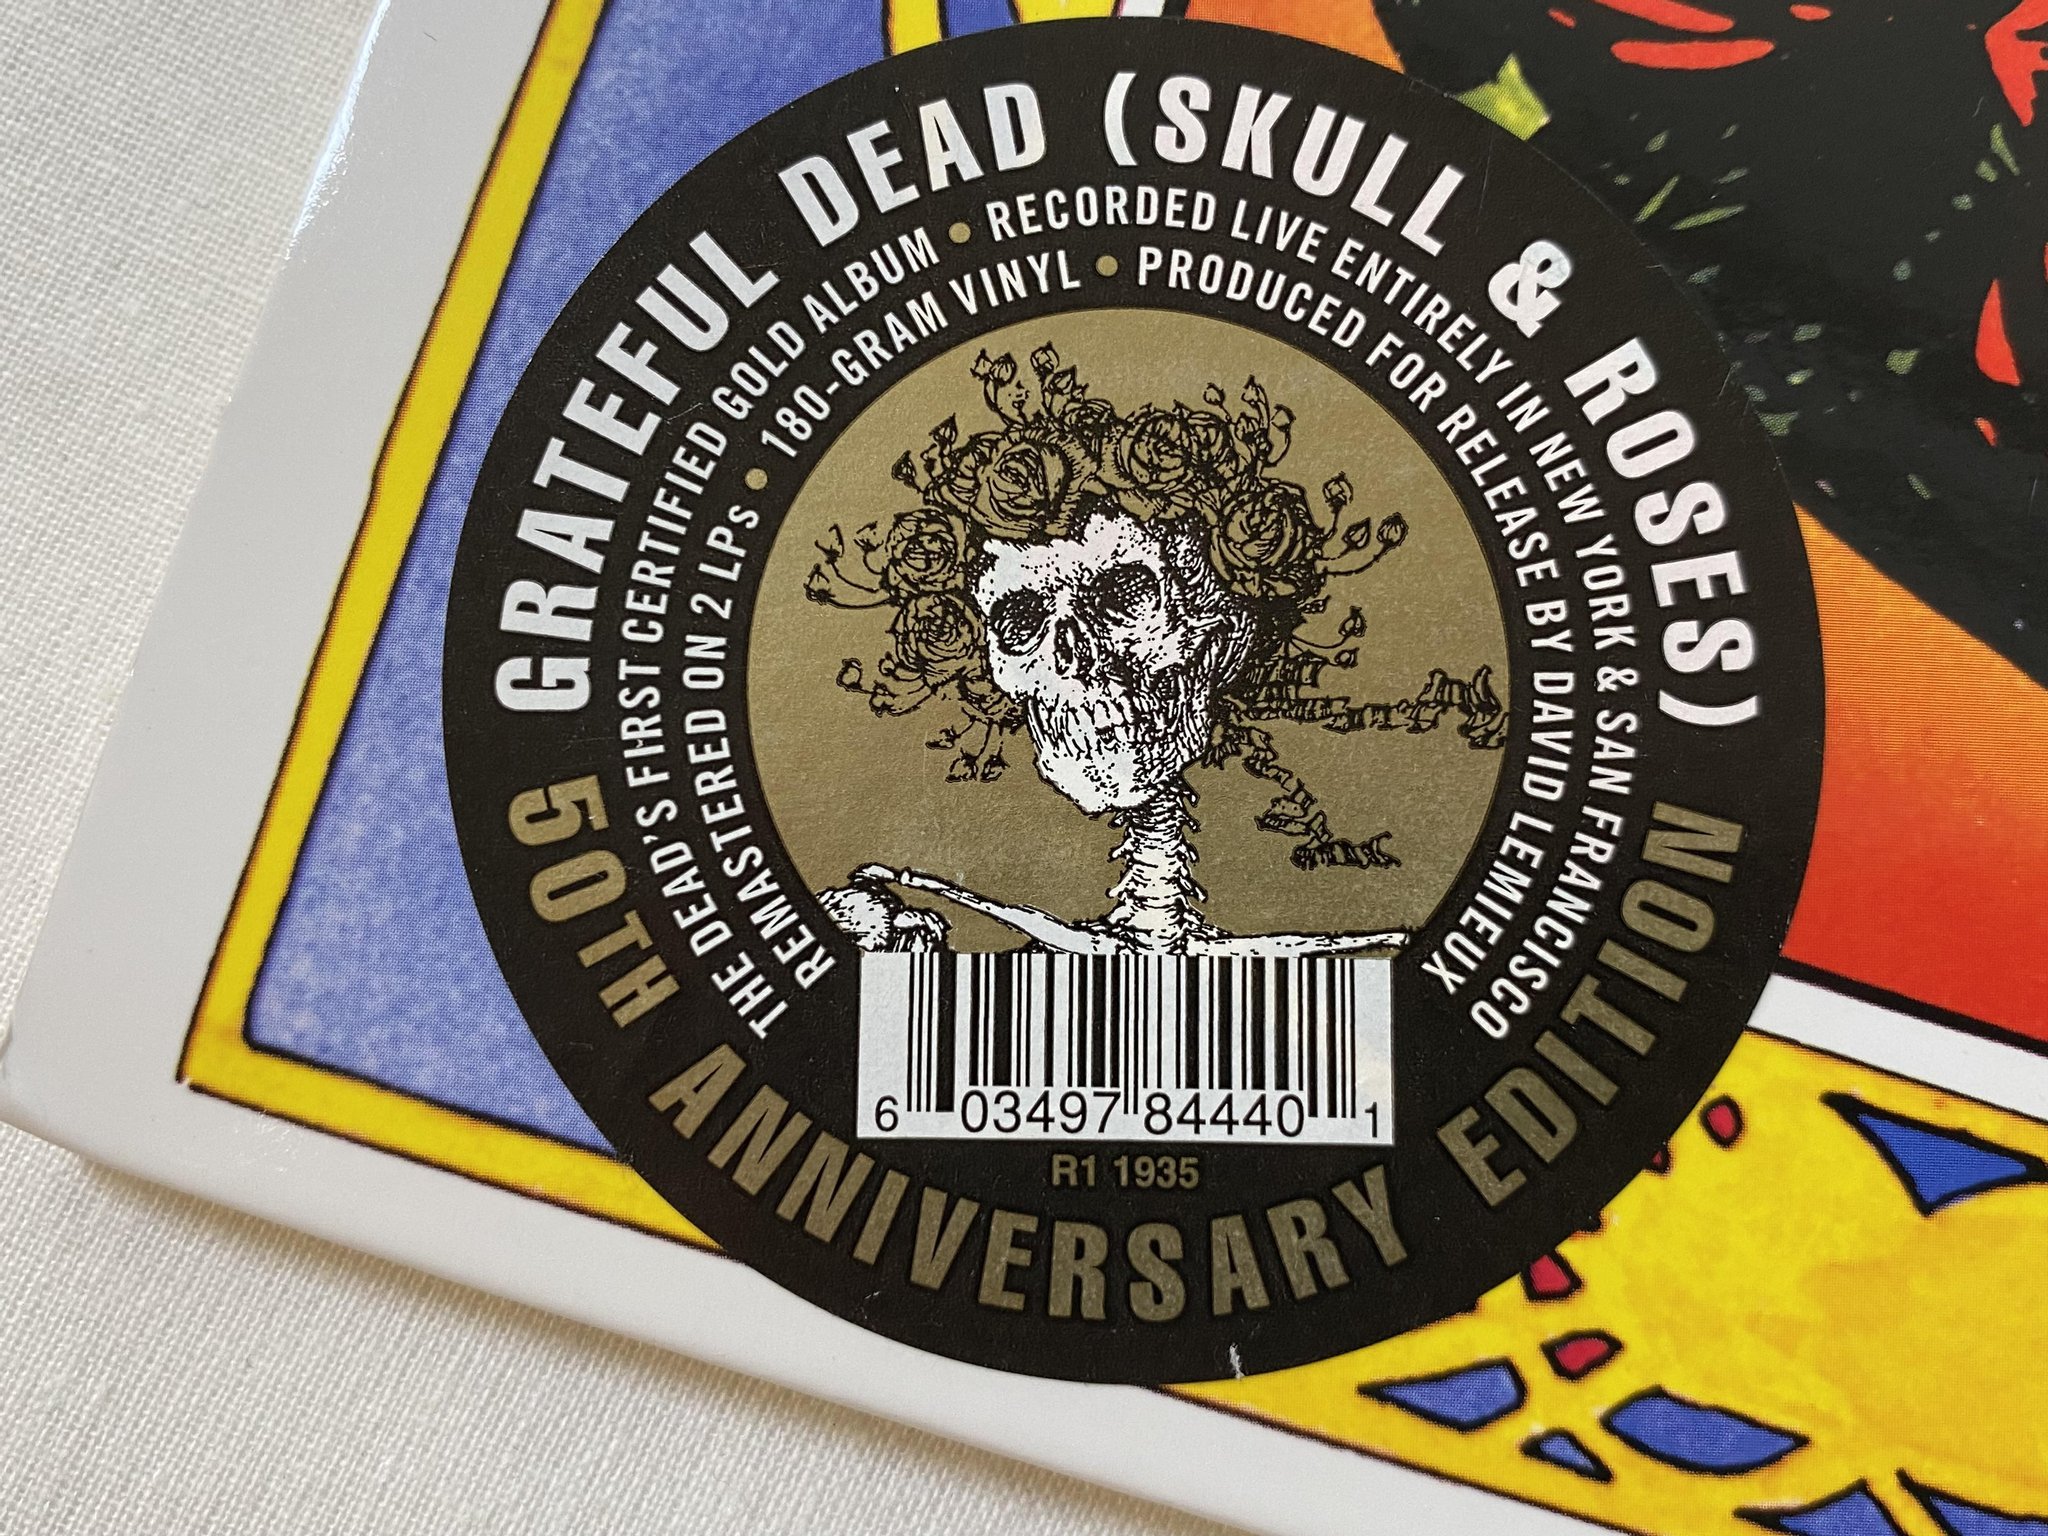 GRATEFUL DEAD (SKULL & ROSES)
THE DEAD'S FIRST CERTIFIED GOLD ALBUM • RECORDED LIVE ENTIRELY IN NEW YORK & SAN FRANCISCO
REMASTERED ON 2 LPs • 180-GRAM VINYL • PRODUCED FOR RELEASE BY DAVID LEMIEUX
6 03497 84440 1
R1 1935
50TH ANNIVERSARY EDITION